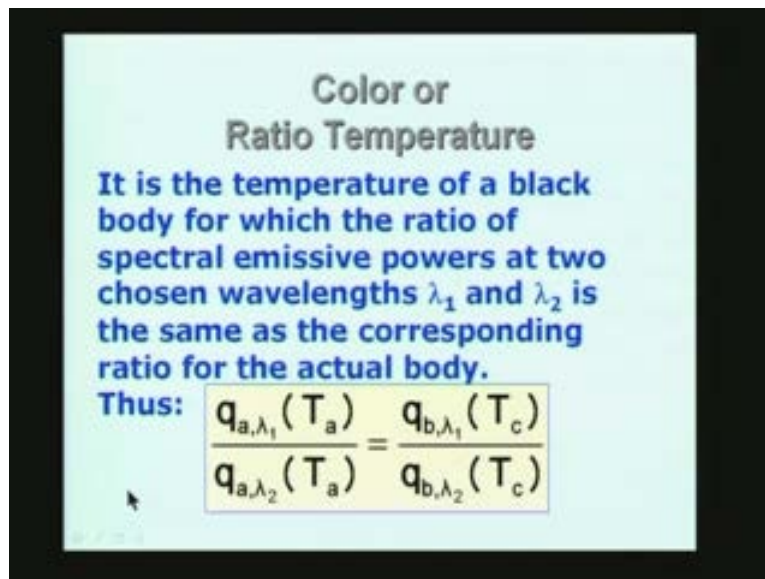 Color or
Ratio Temperature
It is the temperature of a black
body for which the ratio of
spectral emissive powers at two
chosen wavelengths λ₁ and λ₂ is
the same as the corresponding
ratio for the actual body.
Thus: q_{a,λ₁}(T_a) / q_{a,λ₂}(T_a) = q_{b,λ₁}(T_c) / q_{b,λ₂}(T_c)